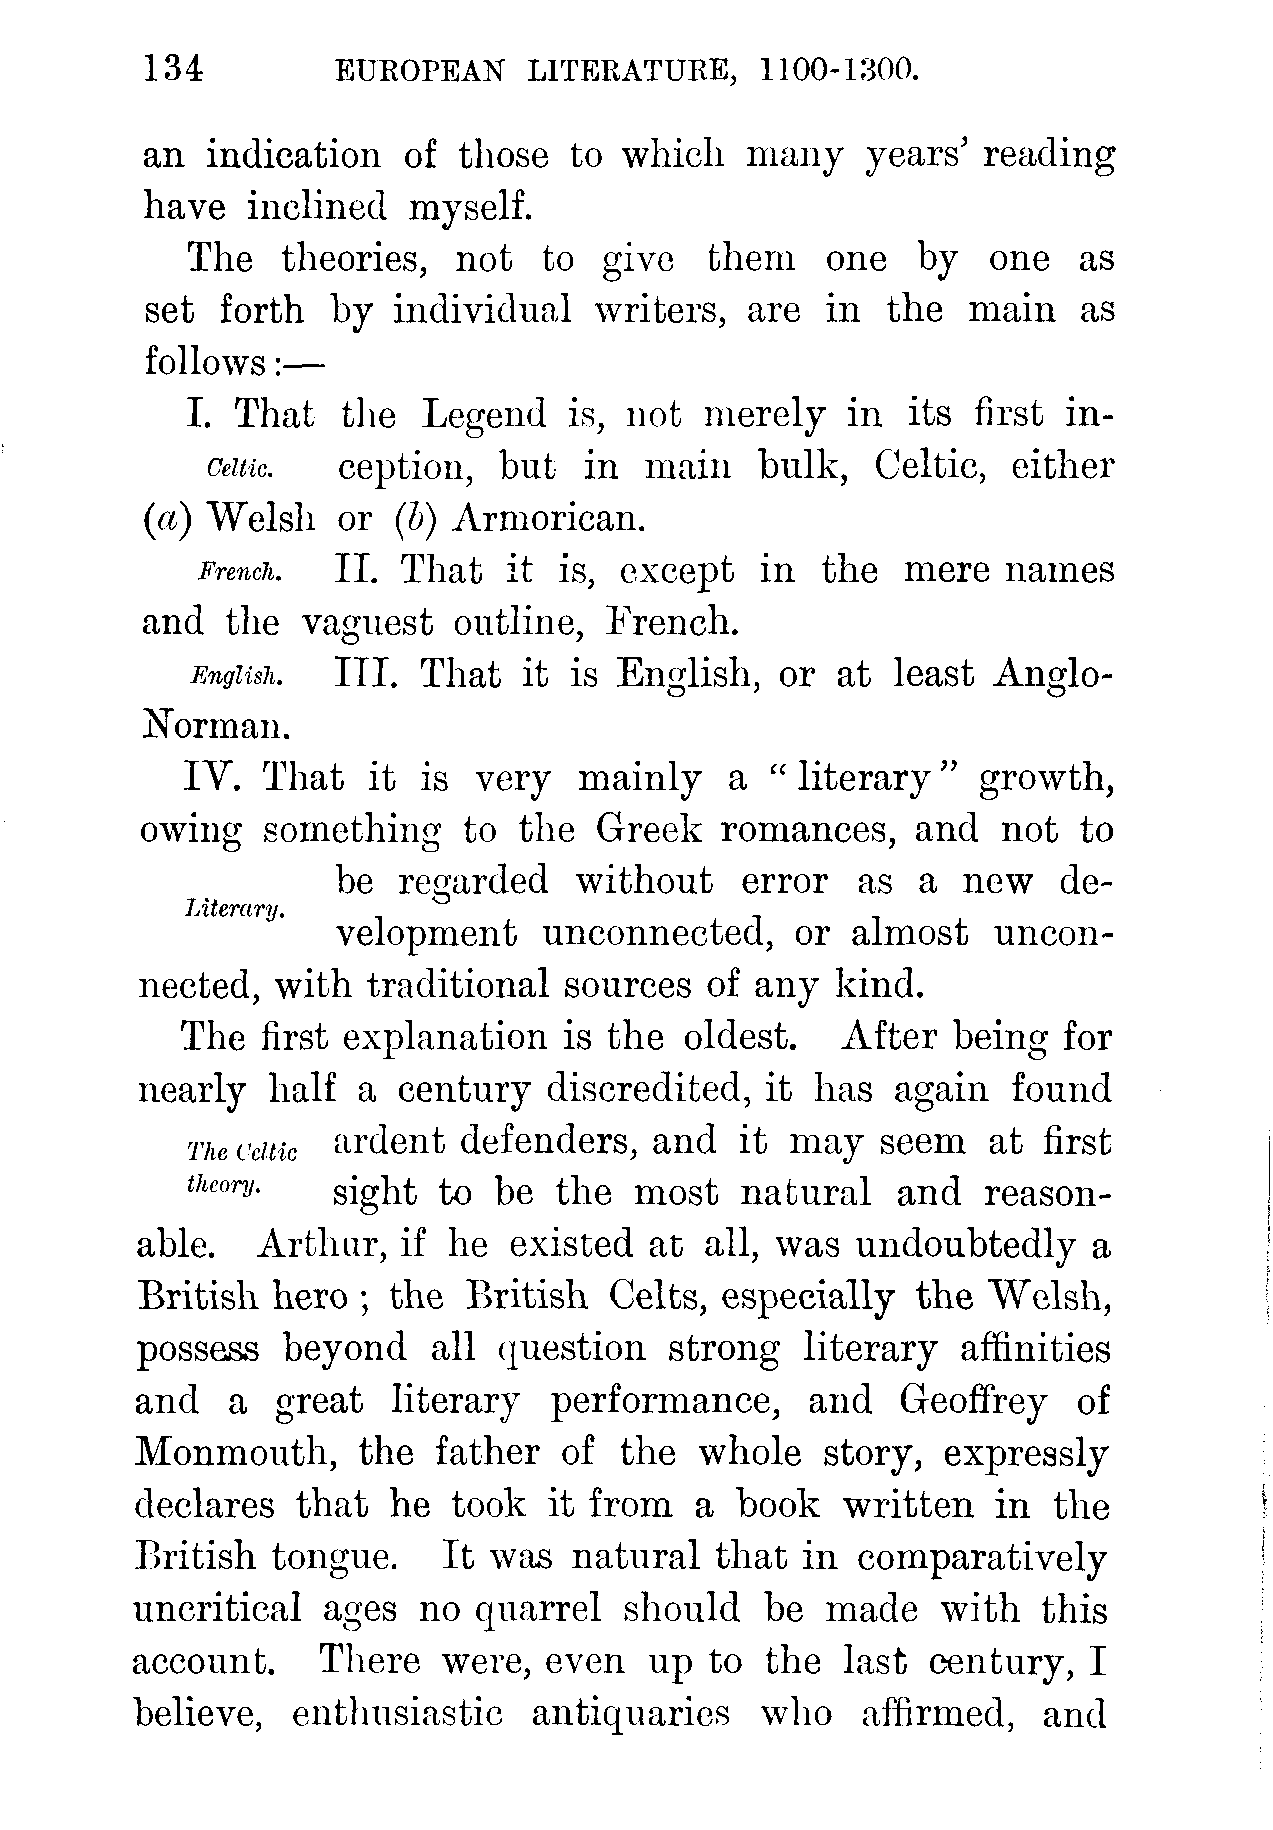 134 EUROPEAN LITERATURE, 1100-1300.
an indication of those to which many years' reading
have inclined myself.
The theories, not to give them one by one as
set forth by individual writers, are in the main as
follows:—
I. That the Legend is, not merely in its first in-
Celtic. ception, but in main bulk, Celtic, either
(a) Welsh or (b) Armorican.
French. II. That it is, except in the mere names
and the vaguest outline, French.
English. III. That it is English, or at least Anglo-
Norman.
IV. That it is very mainly a "literary" growth,
owing something to the Greek romances, and not to
be regarded without error as a new de-
Literary.
velopment unconnected, or almost uncon-
nected, with traditional sources of any kind.
The first explanation is the oldest. After being for
nearly half a century discredited, it has again found
The Celtic ardent defenders, and it may seem at first
theory. sight to be the most natural and reason-
able. Arthur, if he existed at all, was undoubtedly a
British hero; the British Celts, especially the Welsh,
possess beyond all question strong literary affinities
and a great literary performance, and Geoffrey of
Monmouth, the father of the whole story, expressly
declares that he took it from a book written in the
British tongue. It was natural that in comparatively
uncritical ages no quarrel should be made with this
account. There were, even up to the last century, I
believe, enthusiastic antiquaries who affirmed, and